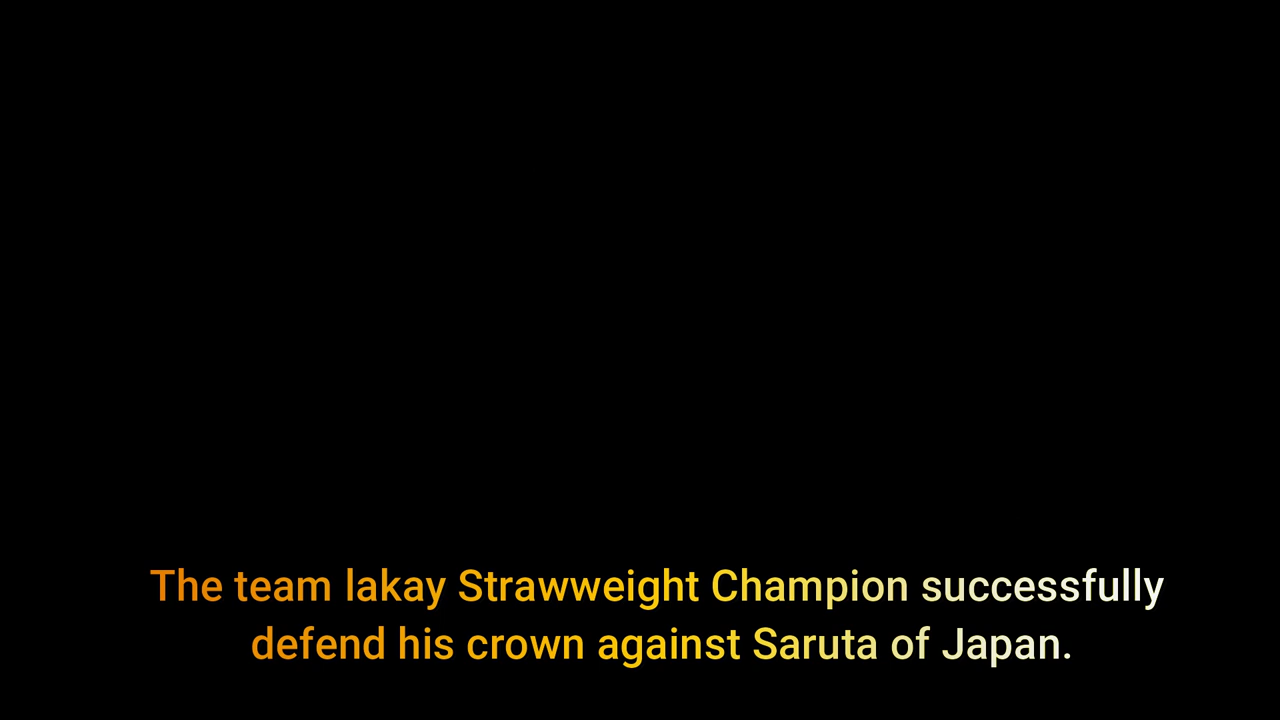 The team lakay Strawweight Champion successfully
defend his crown against Saruta of Japan.